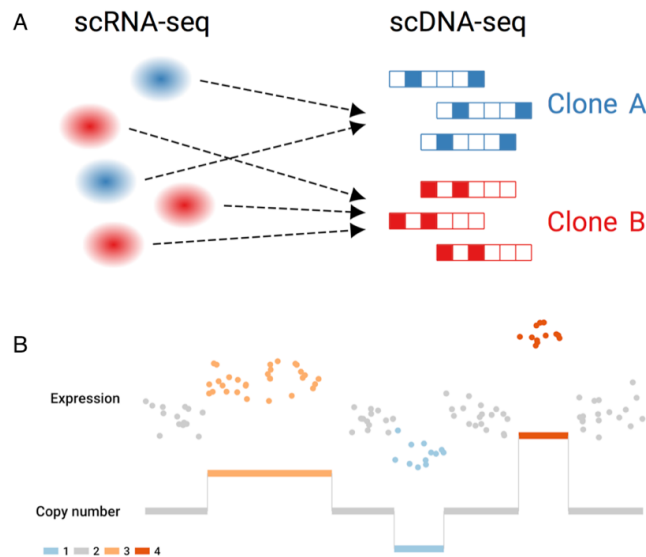 A
scRNA-seq
scDNA-seq
Clone A
Clone B
B
Expression
Copy number
1 2 3 4